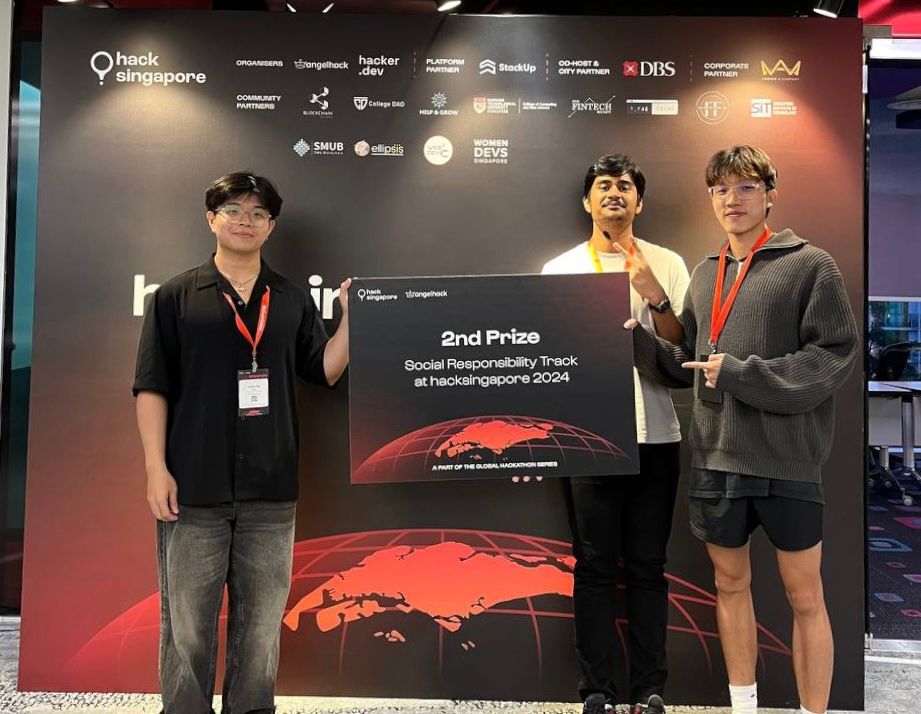 hack
singapore
ORGANISERS
angelhack
hacker
.dev
PLATFORM
PARTNER
StackUp
CO-HOST &
CITY PARTNER
DBS
CORPORATE
PARTNER
COMMUNITY
PARTNERS
BLOCKCHAIN
College DAO
HELP & GROW
FINTECH
SIT
SMUB
ellipsis
WOMEN
DEVS
SINGAPORE
hack
singapore
angelhack
2nd Prize
Social Responsibility Track
at hacksingapore 2024
A PART OF THE GLOBAL HACKATHON SERIES